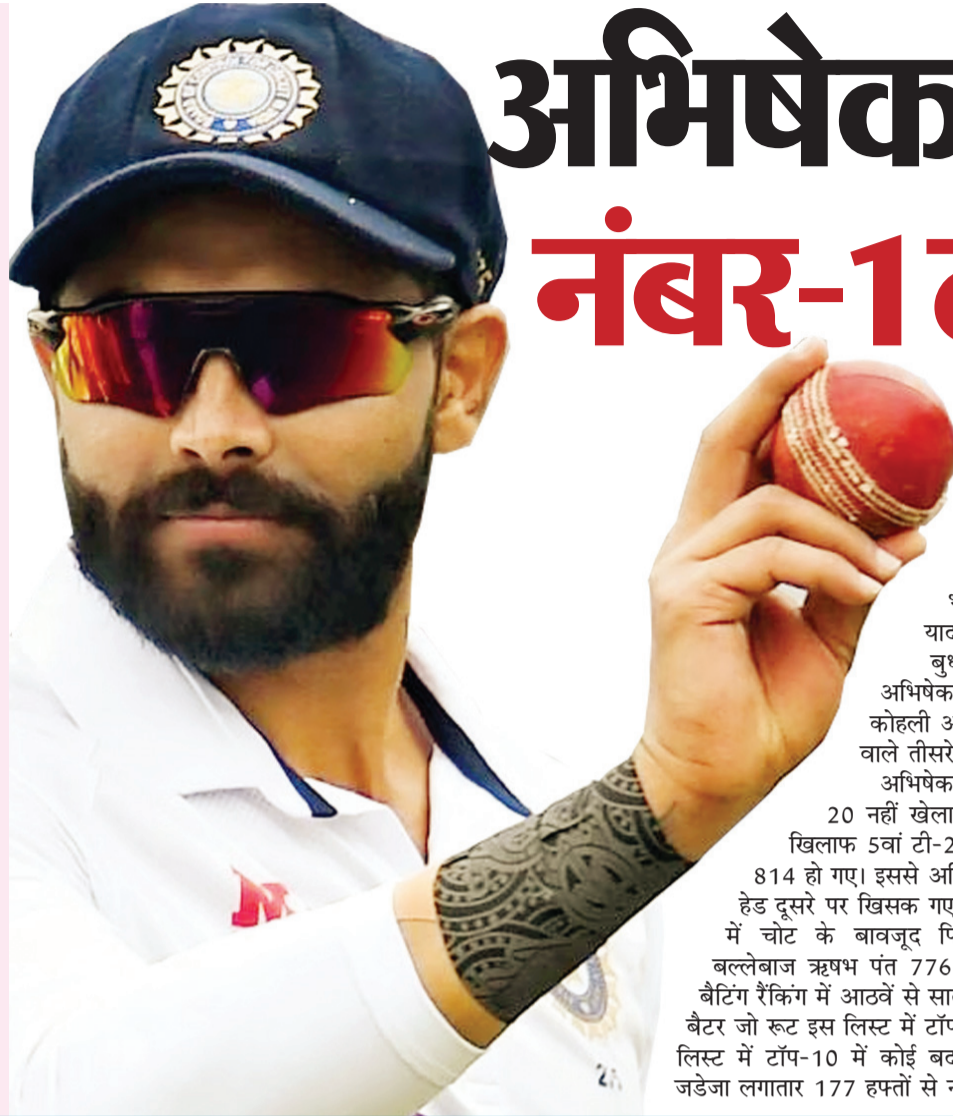 अभिषेक
नंबर-1
याद
बुध
अभिषेक
कोहली अ
वाले तीसरे
अभिषेक
20 नहीं खेला
खिलाफ 5वां टी-2
814 हो गए। इससे अ
हेड दूसरे पर खिसक गए
में चोट के बावजूद
बल्लेबाज ऋषभ पंत 776
बैटिंग रैंकिंग में आठवें से सा
बैटर जो रूट इस लिस्ट में टॉप
लिस्ट में टॉप-10 में कोई बद
जडेजा लगातार 177 हफ्तों से न